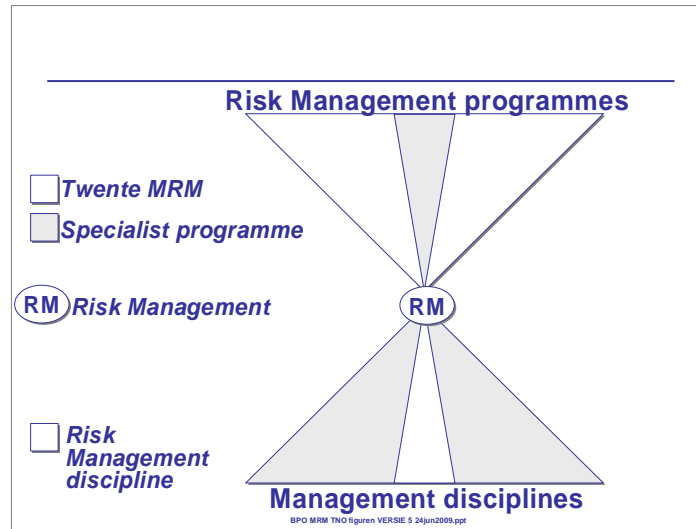 Risk Management programmes
Twente MRM
Specialist programme
RM Risk Management
RM
Risk
Management
discipline
Management disciplines
BPO MRM TNO figuren VERSIE 5 24jun2009.ppt